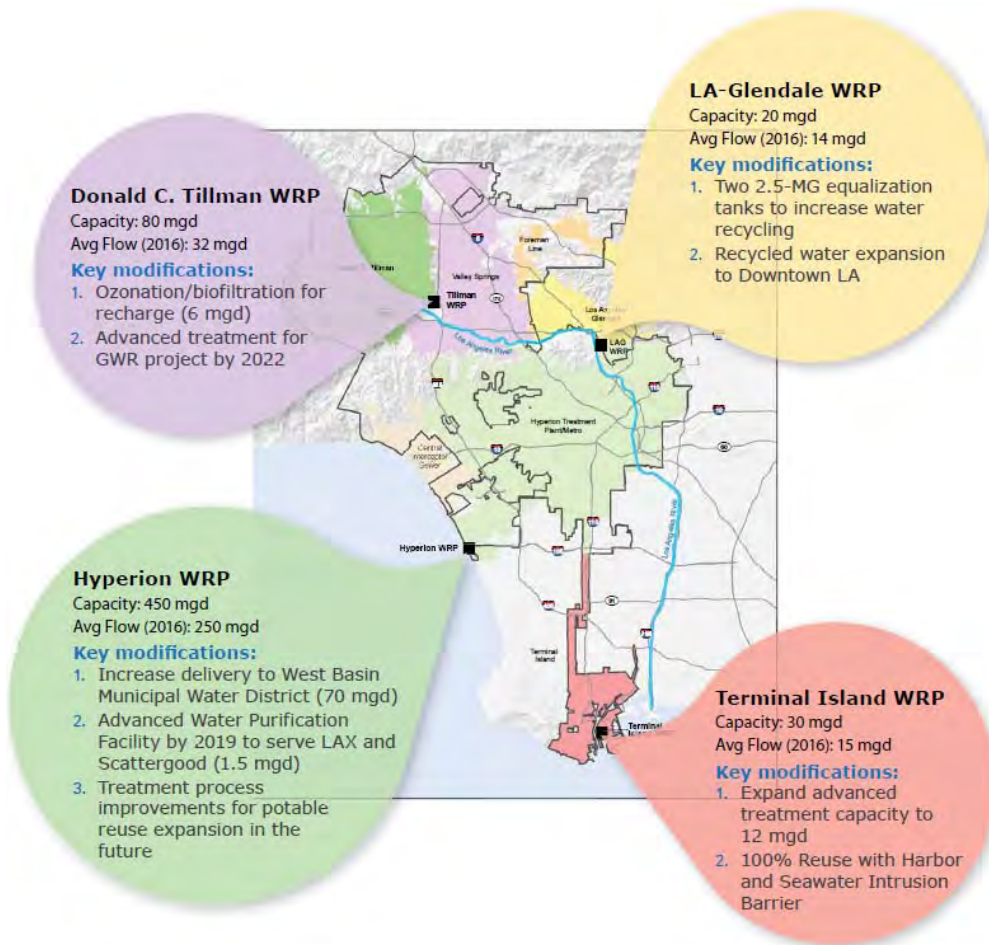 LA-Glendale WRP
Capacity: 20 mgd
Avg Flow (2016): 14 mgd
Key modifications:
1. Two 2.5-MG equalization
tanks to increase water
recycling
2. Recycled water expansion
to Downtown LA
Donald C. Tillman WRP
Capacity: 80 mgd
Avg Flow (2016): 32 mgd
Key modifications:
1. Ozonation/biofiltration for
recharge (6 mgd)
2. Advanced treatment for
GWR project by 2022
Foreman
Line
Valley Springs
Tillman
WRP
Los Angeles River
LAG
WRP
Hyperion Treatment
Plant/Metro
Central
Interceptor
Sewer
Los Angeles River
Hyperion WRP
Terminal
Island
Terminal
Hyperion WRP
Capacity: 450 mgd
Avg Flow (2016): 250 mgd
Key modifications:
1. Increase delivery to West Basin
Municipal Water District (70 mgd)
2. Advanced Water Purification
Facility by 2019 to serve LAX and
Scattergood (1.5 mgd)
3. Treatment process
improvements for potable
reuse expansion in the
future
Terminal Island WRP
Capacity: 30 mgd
Avg Flow (2016): 15 mgd
Key modifications:
1. Expand advanced
treatment capacity to
12 mgd
2. 100% Reuse with Harbor
and Seawater Intrusion
Barrier